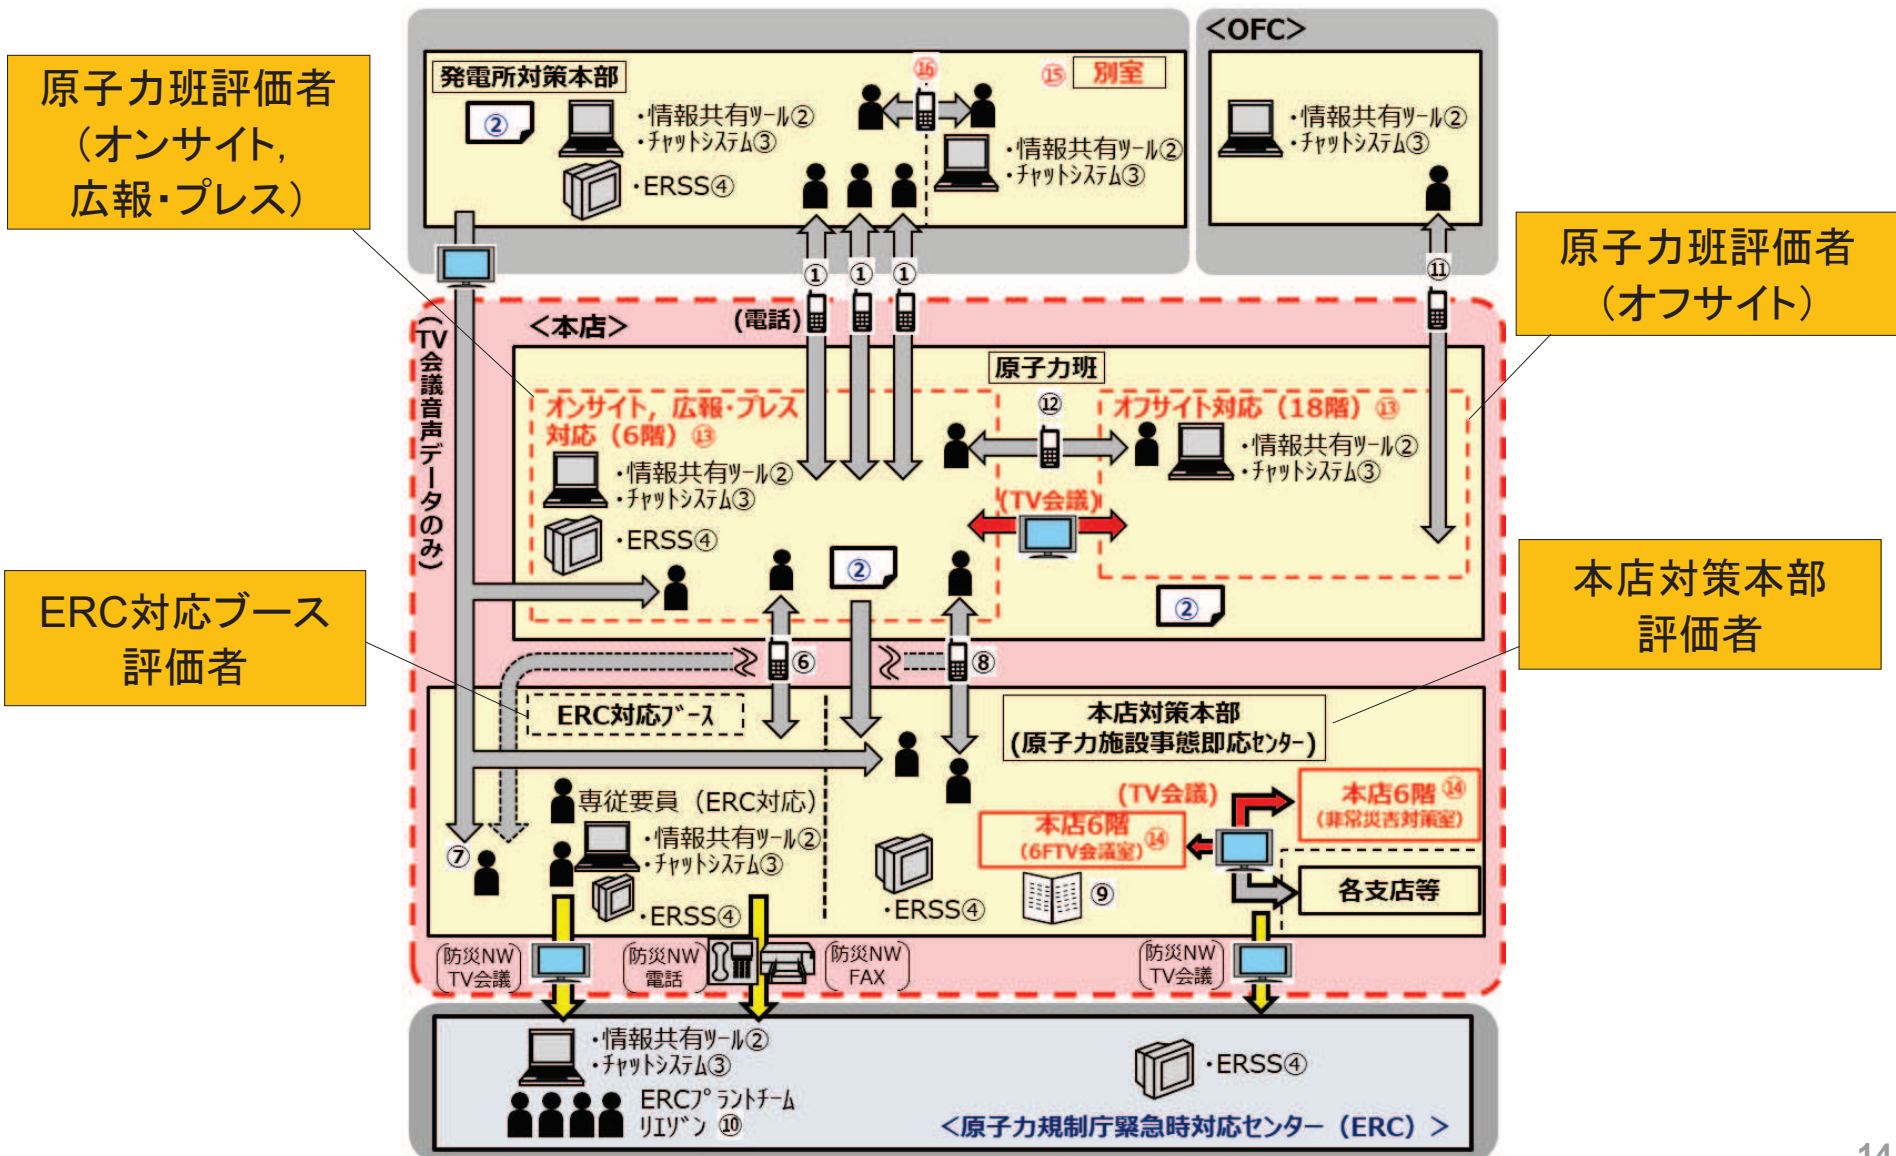 <OFC>
原子力班評価者
（オンサイト,
広報・プレス）
発電所対策本部
②
・情報共有ツール②
・チャットシステム③
・ERSS④
⑯
⑮ 別室
・情報共有ツール②
・チャットシステム③
・情報共有ツール②
・チャットシステム③
原子力班評価者
（オフサイト）
① ① ①
⑪
<本店>
(電話)
(TV会議音声データのみ)
原子力班
オンサイト，広報・プレス
対応（6階）⑬
・情報共有ツール②
・チャットシステム③
・ERSS④
⑫
(TV会議)
オフサイト対応（18階）⑬
・情報共有ツール②
・チャットシステム③
②
②
ERC対応ブース
評価者
本店対策本部
評価者
⑥
⑧
ERC対応ブース
本店対策本部
(原子力施設事態即応センター)
専従要員（ERC対応）
・情報共有ツール②
・チャットシステム③
・ERSS④
⑦
・ERSS④
⑨
(TV会議)
本店6階⑭
(6FTV会議室)
本店6階⑭
(非常災害対策室)
各支店等
防災NW
TV会議
防災NW
電話
防災NW
FAX
防災NW
TV会議
・情報共有ツール②
・チャットシステム③
ERCプラントチーム
リエゾン ⑩
・ERSS④
<原子力規制庁緊急時対応センター（ERC）>
14